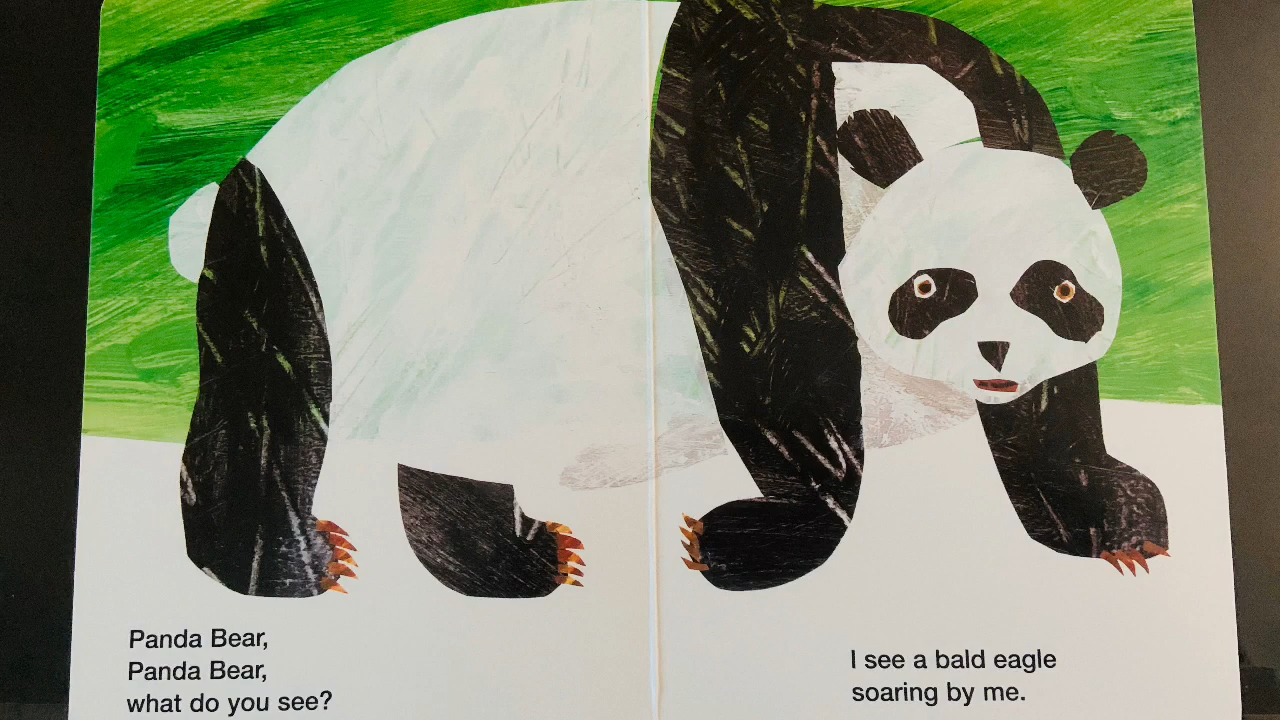 Panda Bear,
Panda Bear,
what do you see?
I see a bald eagle
soaring by me.